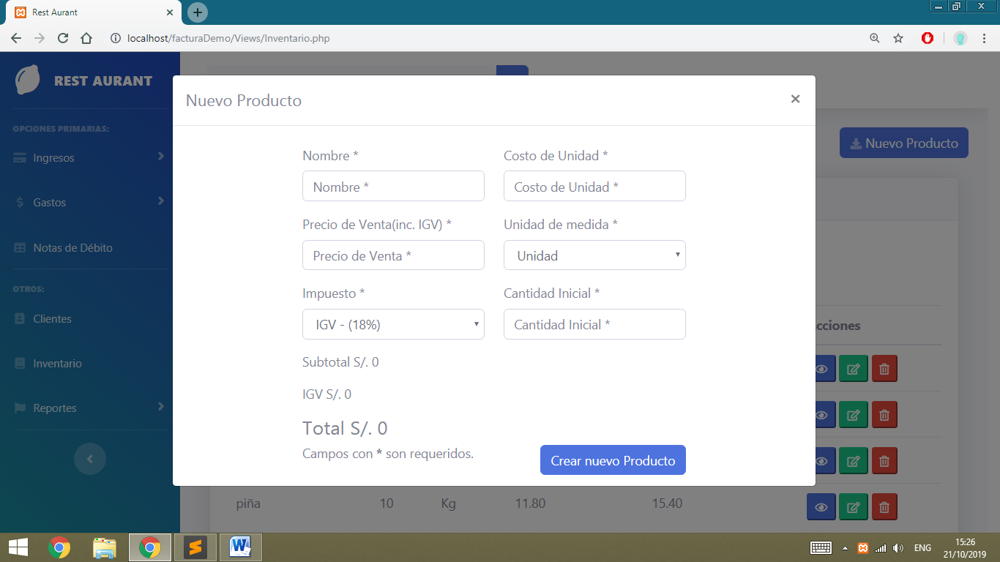 Rest Aurant
localhost/facturaDemo/Views/Inventario.php
REST AURANT
OPCIONES PRIMARIAS:
Ingresos
Gastos
Notas de Débito
OTROS:
Clientes
Inventario
Reportes
Nuevo Producto
Nuevo Producto
Nombre * Costo de Unidad *
Nombre * Costo de Unidad *
Precio de Venta(inc. IGV) * Unidad de medida *
Precio de Venta * Unidad
Impuesto * Cantidad Inicial *
IGV - (18%) Cantidad Inicial *
Subtotal S/. 0
IGV S/. 0
Total S/. 0
Campos con * son requeridos.
Crear nuevo Producto
cciones
piña 10 Kg 11.80 15.40
ENG
15:26
21/10/2019